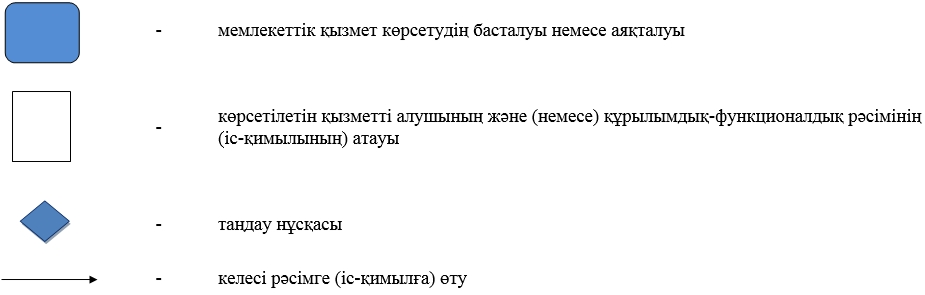 - мемлекеттік қызмет көрсетудің басталуы немесе аяқталуы
- көрсетілетін қызметті алушының және (немесе) құрылымдық-функционалдық рәсімінің
(іс-қимылының) атауы
- таңдау нұсқасы
- келесі рәсімге (іс-қимылға) өту